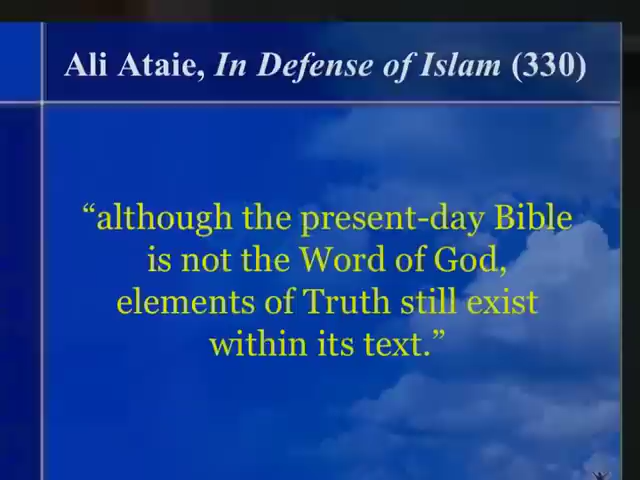 Ali Ataie, In Defense of Islam (330)
“although the present-day Bible
is not the Word of God,
elements of Truth still exist
within its text.”